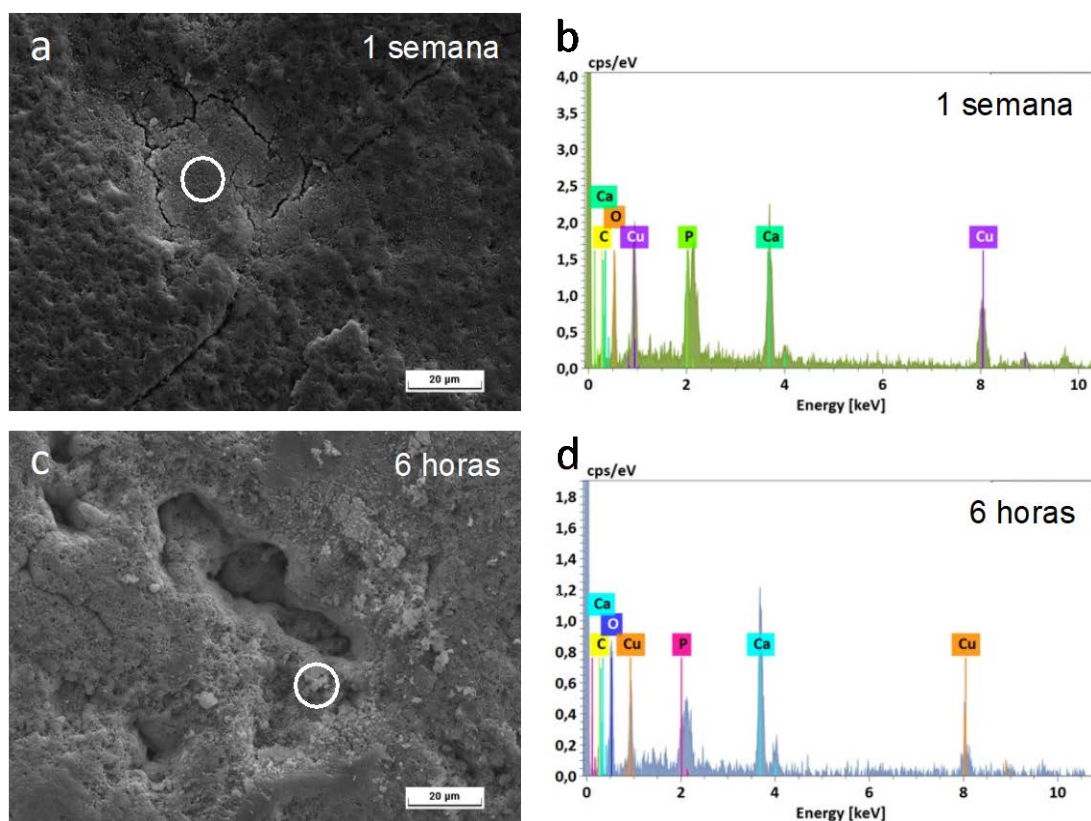 a
1 semana
20 µm
b
cps/eV
1 semana
4,0
3,5
3,0
2,5
2,0
1,5
1,0
0,5
0,0
Ca
O
C
Cu
P
Ca
Cu
0
2
4
6
8
10
Energy [keV]
c
6 horas
20 µm
d
cps/eV
6 horas
1,8
1,6
1,4
1,2
1,0
0,8
0,6
0,4
0,2
0,0
Ca
O
C
Cu
P
Ca
Cu
0
2
4
6
8
10
Energy [keV]